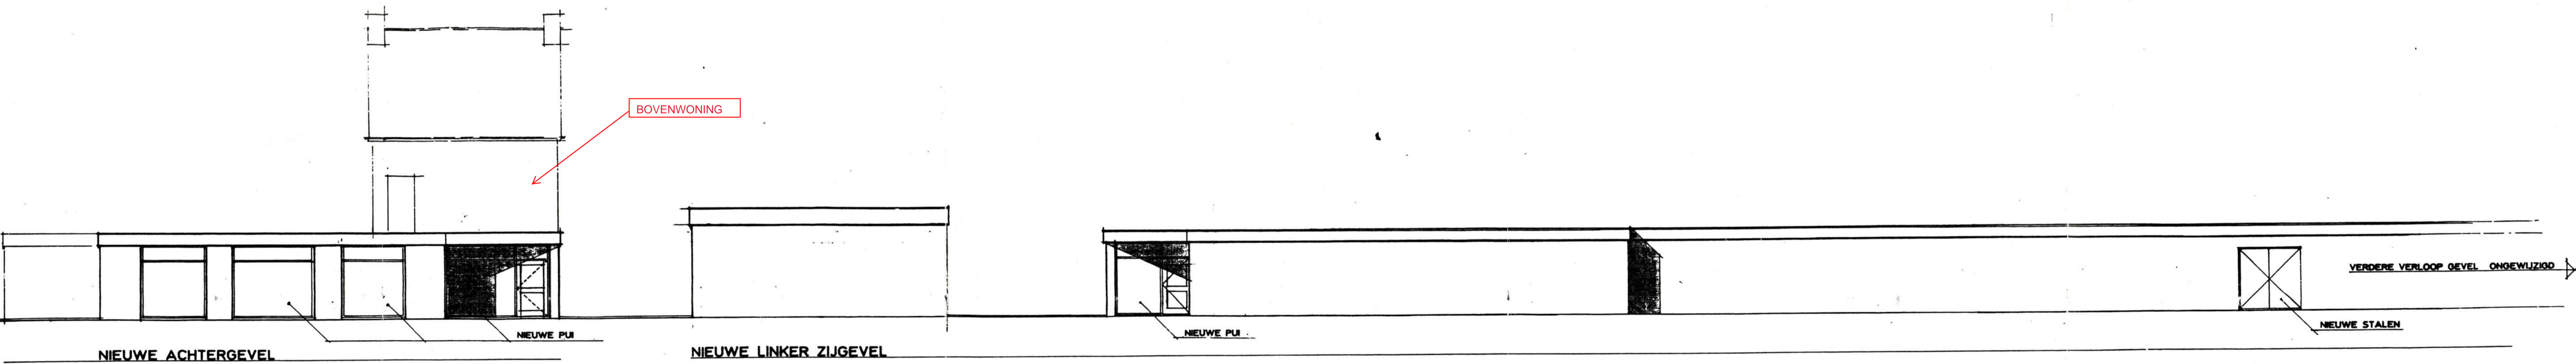 BOVENWONING
VERDERE VERLOOP GEVEL ONGEWIJZIGD
NIEUWE STALEN
NIEUWE PUI
NIEUWE PUI
NIEUWE ACHTERGEVEL
NIEUWE LINKER ZIJGEVEL